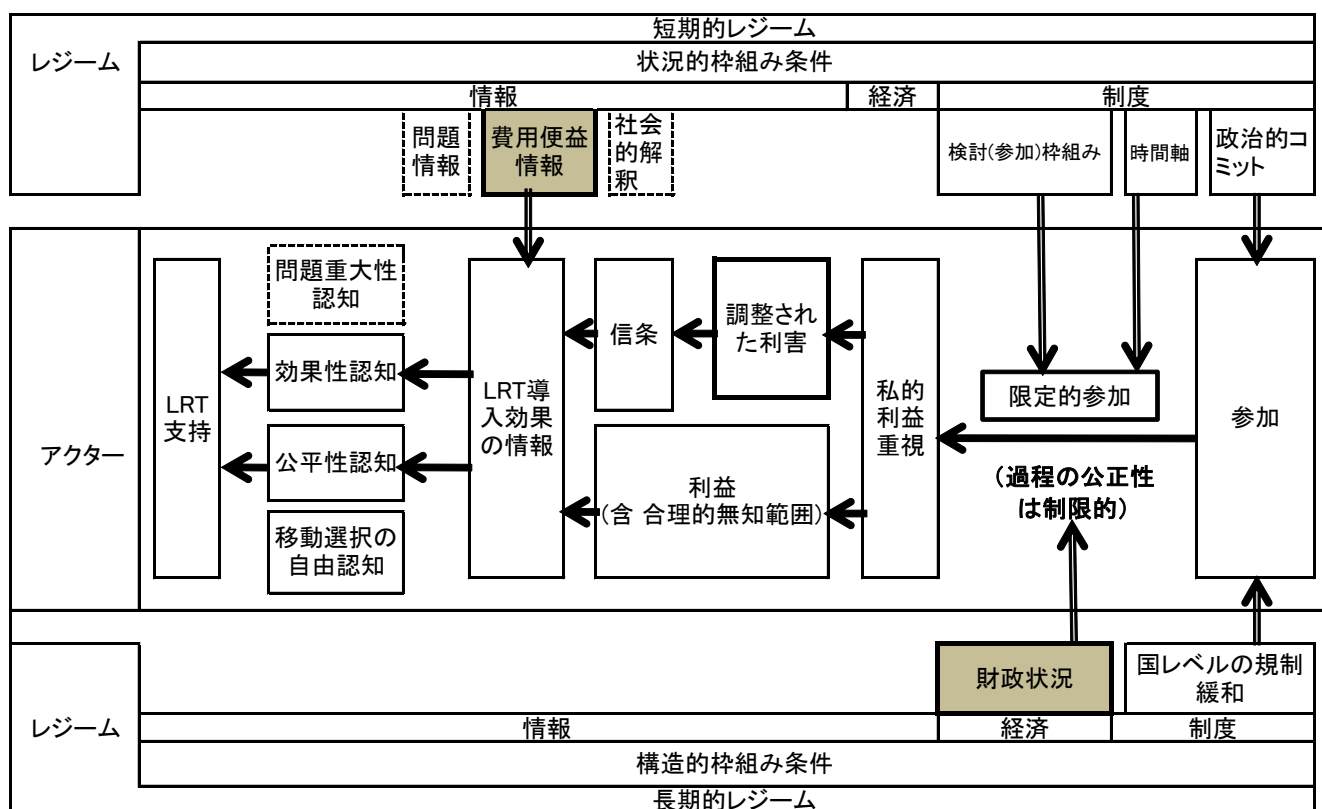 短期的レジーム
レジーム
状況的枠組み条件
情報
経済
制度
問題
情報
費用便益
情報
社会
的解
釈
検討(参加)枠組み
時間軸
政治的コ
ミット
アクター
LRT
支持
問題重大性
認知
効果性認知
公平性認知
移動選択の
自由認知
LRT導
入効果
の情報
信条
調整され
た利害
利益
(含 合理的無知範囲)
私的
利益
重視
限定的参加
(過程の公正性
は制限的)
参加
レジーム
財政状況
国レベルの規制
緩和
情報
経済
制度
構造的枠組み条件
長期的レジーム